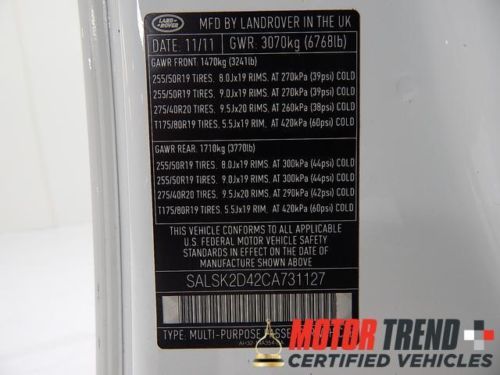 LAND-
ROVER
MFD BY LANDROVER IN THE UK
DATE 11/11 GWR. 3070kg (6768lb)
GAWR FRONT. 1470kg (3241lb)
255/50R19 TIRES. 8.0Jx19 RIMS. AT 270kPa (39psi) COLD
255/50R19 TIRES. 9.0Jx19 RIMS. AT 270kPa (39psi) COLD
275/40R20 TIRES. 9.5Jx20 RIMS. AT 260kPa (38psi) COLD
T175/80R19 TIRES. 5.5Jx19 RIM. AT 420kPa (60psi) COLD
GAWR REAR. 1710kg (3770lb)
255/50R19 TIRES. 8.0Jx19 RIMS. AT 300kPa (44psi) COLD
255/50R19 TIRES. 9.0Jx19 RIMS. AT 300kPa (44psi) COLD
275/40R20 TIRES. 9.5Jx20 RIMS. AT 290kPa (42psi) COLD
T175/80R19 TIRES. 5.5Jx19 RIM. AT 420kPa (60psi) COLD
THIS VEHICLE CONFORMS TO ALL APPLICABLE
U.S. FEDERAL MOTOR VEHICLE SAFETY
STANDARDS IN EFFECT ON THE DATE OF
MANUFACTURE SHOWN ABOVE
SALSK2D42CA731127
TYPE: MULTI-PURPOSE
MOTOR TREND
CERTIFIED VEHICLES